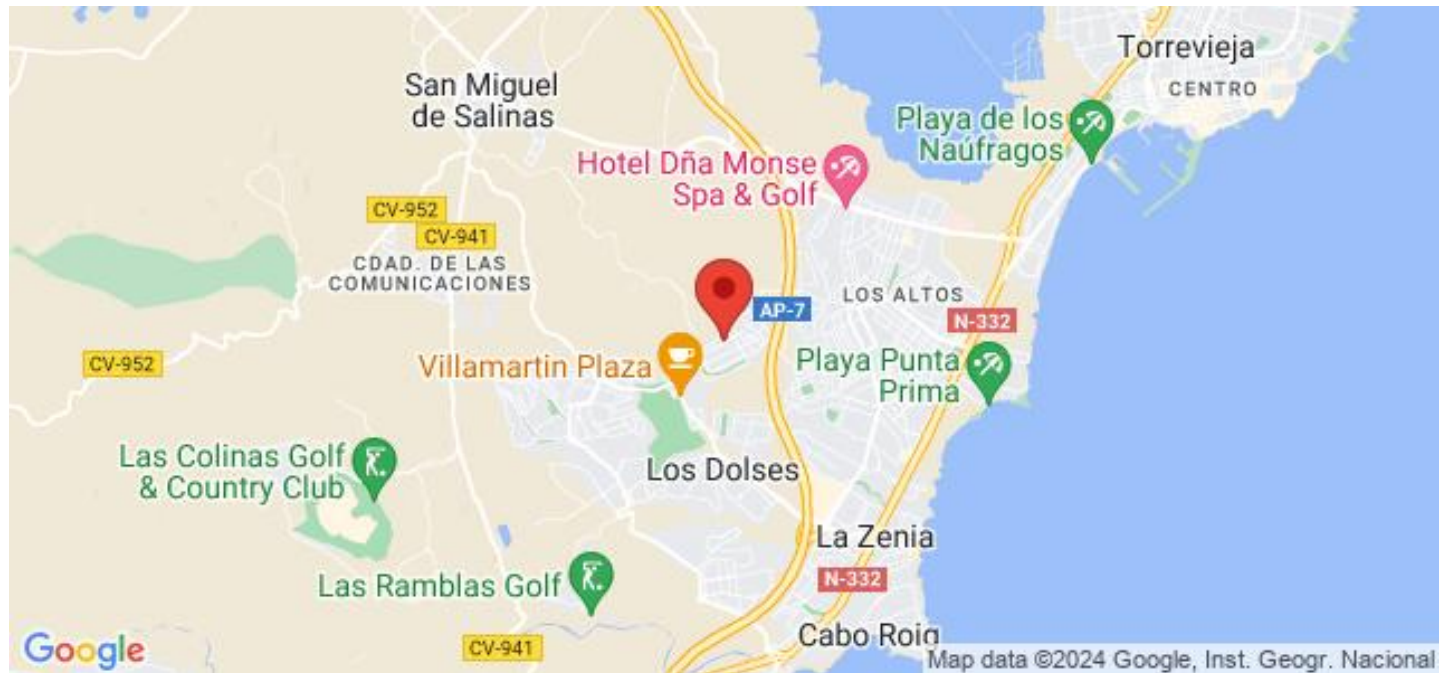 Torrevieja
CENTRO
San Miguel
de Salinas
Playa de los
Naúfragos
Hotel Dña Monse
Spa & Golf
CV-952
CV-941
CDAD. DE LAS
COMUNICACIONES
LOS ALTOS
AP-7
N-332
CV-952
Villamartin Plaza
Playa Punta
Prima
Las Colinas Golf
& Country Club
Los Dolses
La Zenia
Las Ramblas Golf
N-332
Cabo Roig
CV-941
Google
Map data ©2024 Google, Inst. Geogr. Nacional